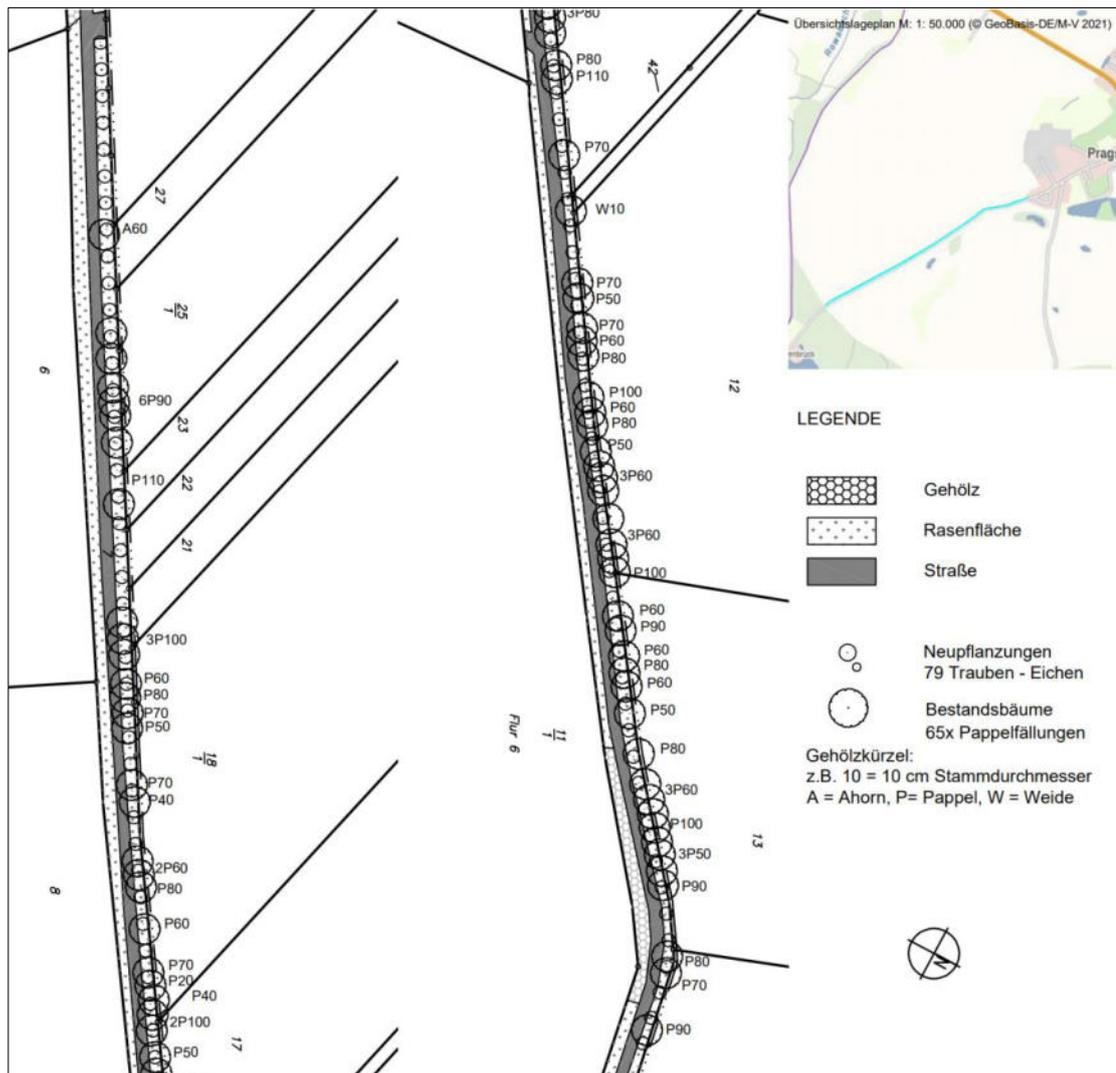 27
A60
25
1
6
6P90
23
P110
22
21
3P100
P60
P80
P70
P50
18
1
P70
P40
2P60
P80
8
P60
P70
P20
P40
2P100
17
P50
3P80
P80
P110
42
P70
W10
P70
P50
P70
P60
P80
P100
12
P60
P80
P50
3P60
3P60
P100
P60
P90
P60
P80
P60
P50
Flur 6
11
1
P80
3P60
P100
13
3P50
P90
P80
P70
P90
Übersichtslageplan M: 1: 50.000 (© GeoBasis-DE/M-V 2021)
Prags
enbrück
LEGENDE
Gehölz
Rasenfläche
Straße
Neupflanzungen
79 Trauben - Eichen
Bestandsbäume
65x Pappelfällungen
Gehölzkürzel:
z.B. 10 = 10 cm Stammdurchmesser
A = Ahorn, P= Pappel, W = Weide
N